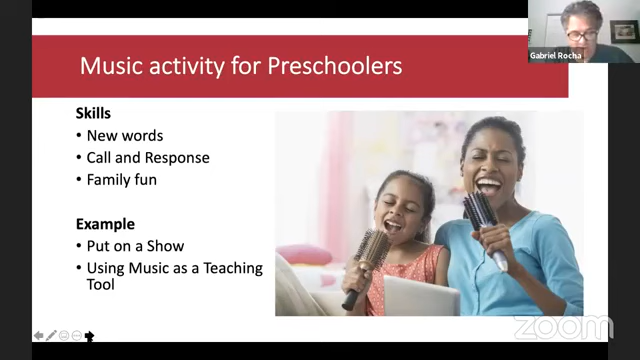 Music activity for Preschoolers
Gabriel Rocha
Skills
• New words
• Call and Response
• Family fun
Example
• Put on a Show
• Using Music as a Teaching
Tool
zoom